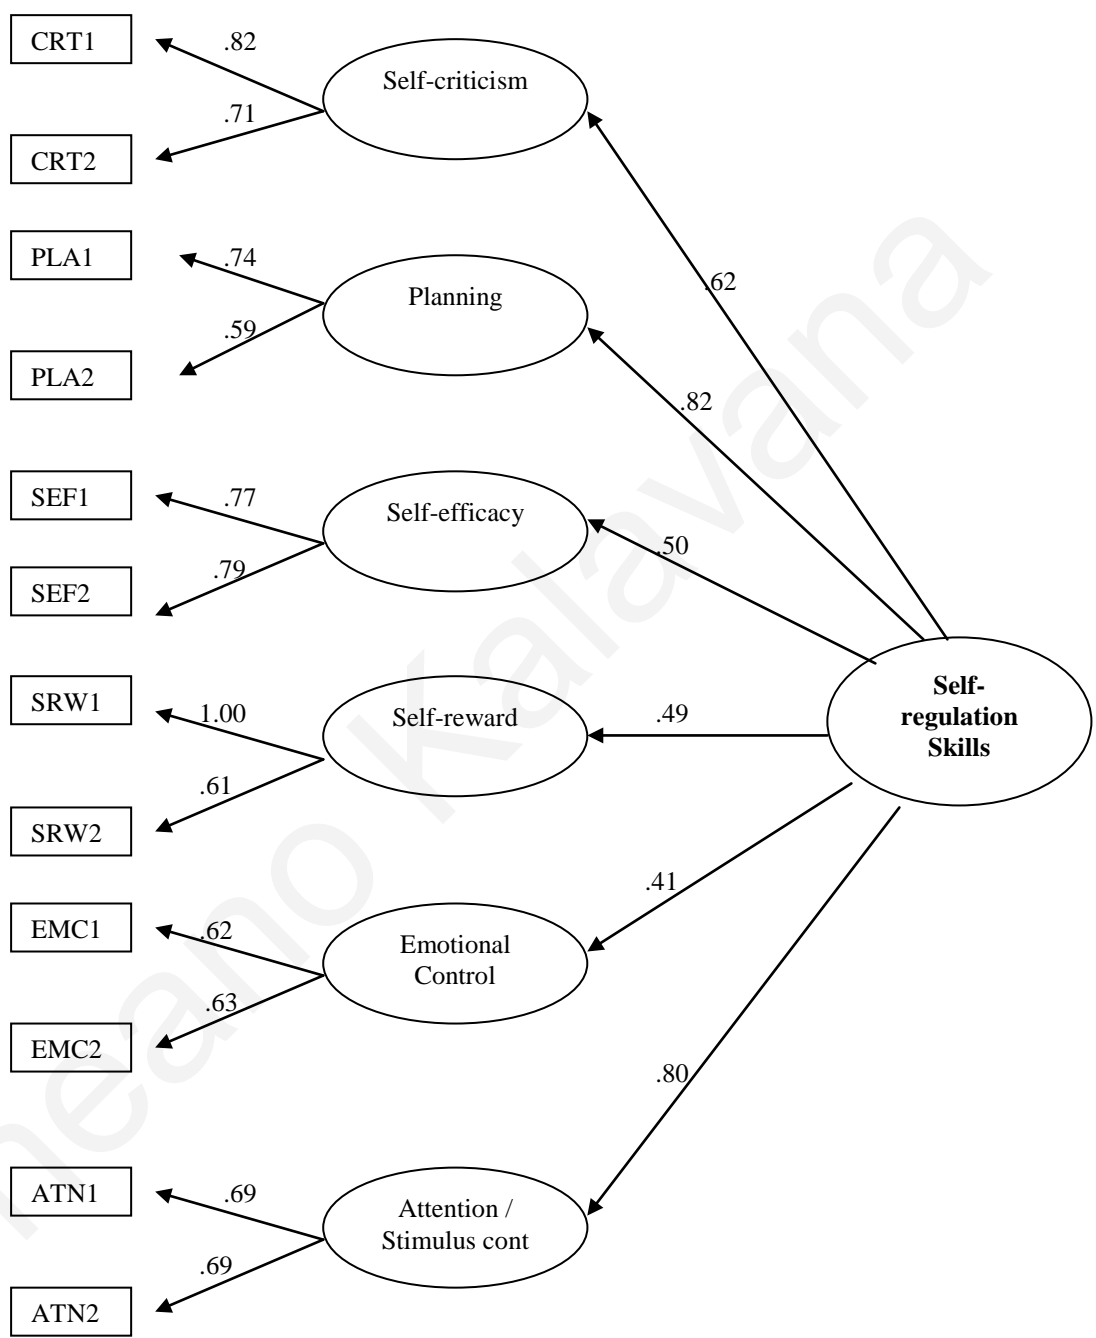 CRT1
.82
Self-criticism
.71
CRT2
PLA1
.74
.62
Planning
.59
PLA2
.82
SEF1
.77
Self-efficacy
.50
.79
SEF2
SRW1
1.00
Self-reward
.49
Self-
regulation
Skills
.61
SRW2
.41
EMC1
.62
Emotional
Control
.63
EMC2
.80
ATN1
.69
Attention /
Stimulus cont
.69
ATN2
neano Kalavana